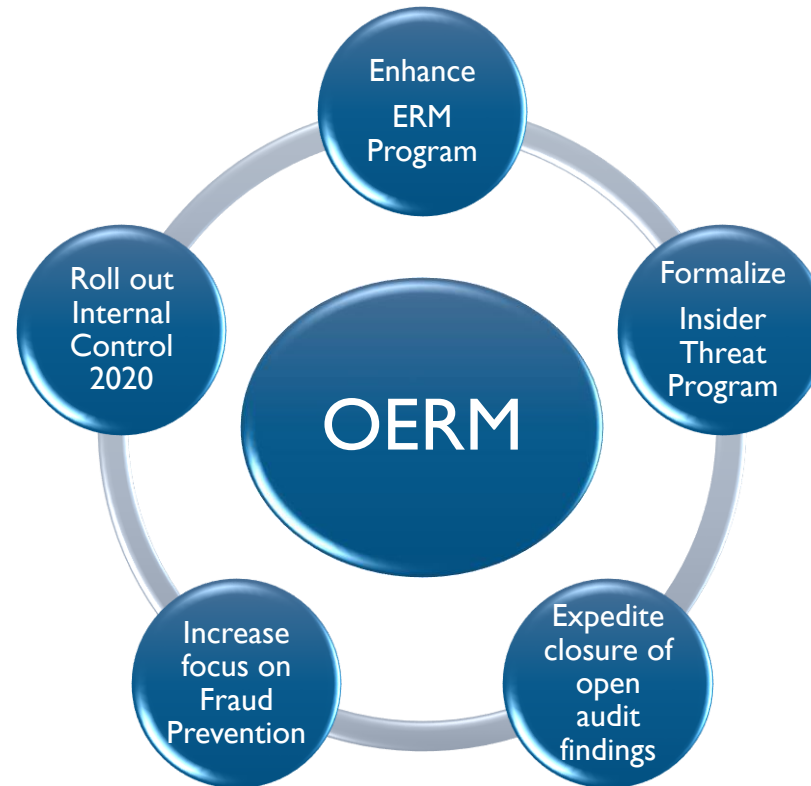 Enhance
ERM
Program
Formalize
Insider
Threat
Program
Expedite
closure of
open
audit
findings
Increase
focus on
Fraud
Prevention
Roll out
Internal
Control
2020
OERM